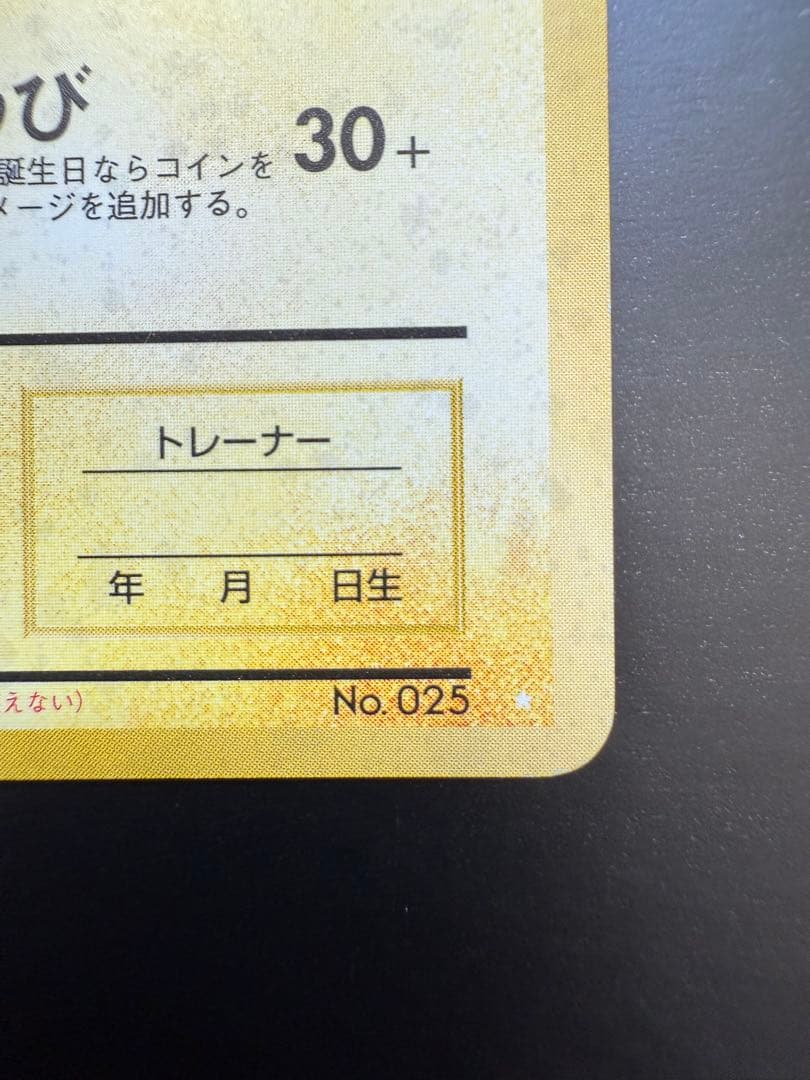 び
30+
誕生日ならコインを
メージを追加する。
トレーナー
年 月 日生
えない)
No. 025